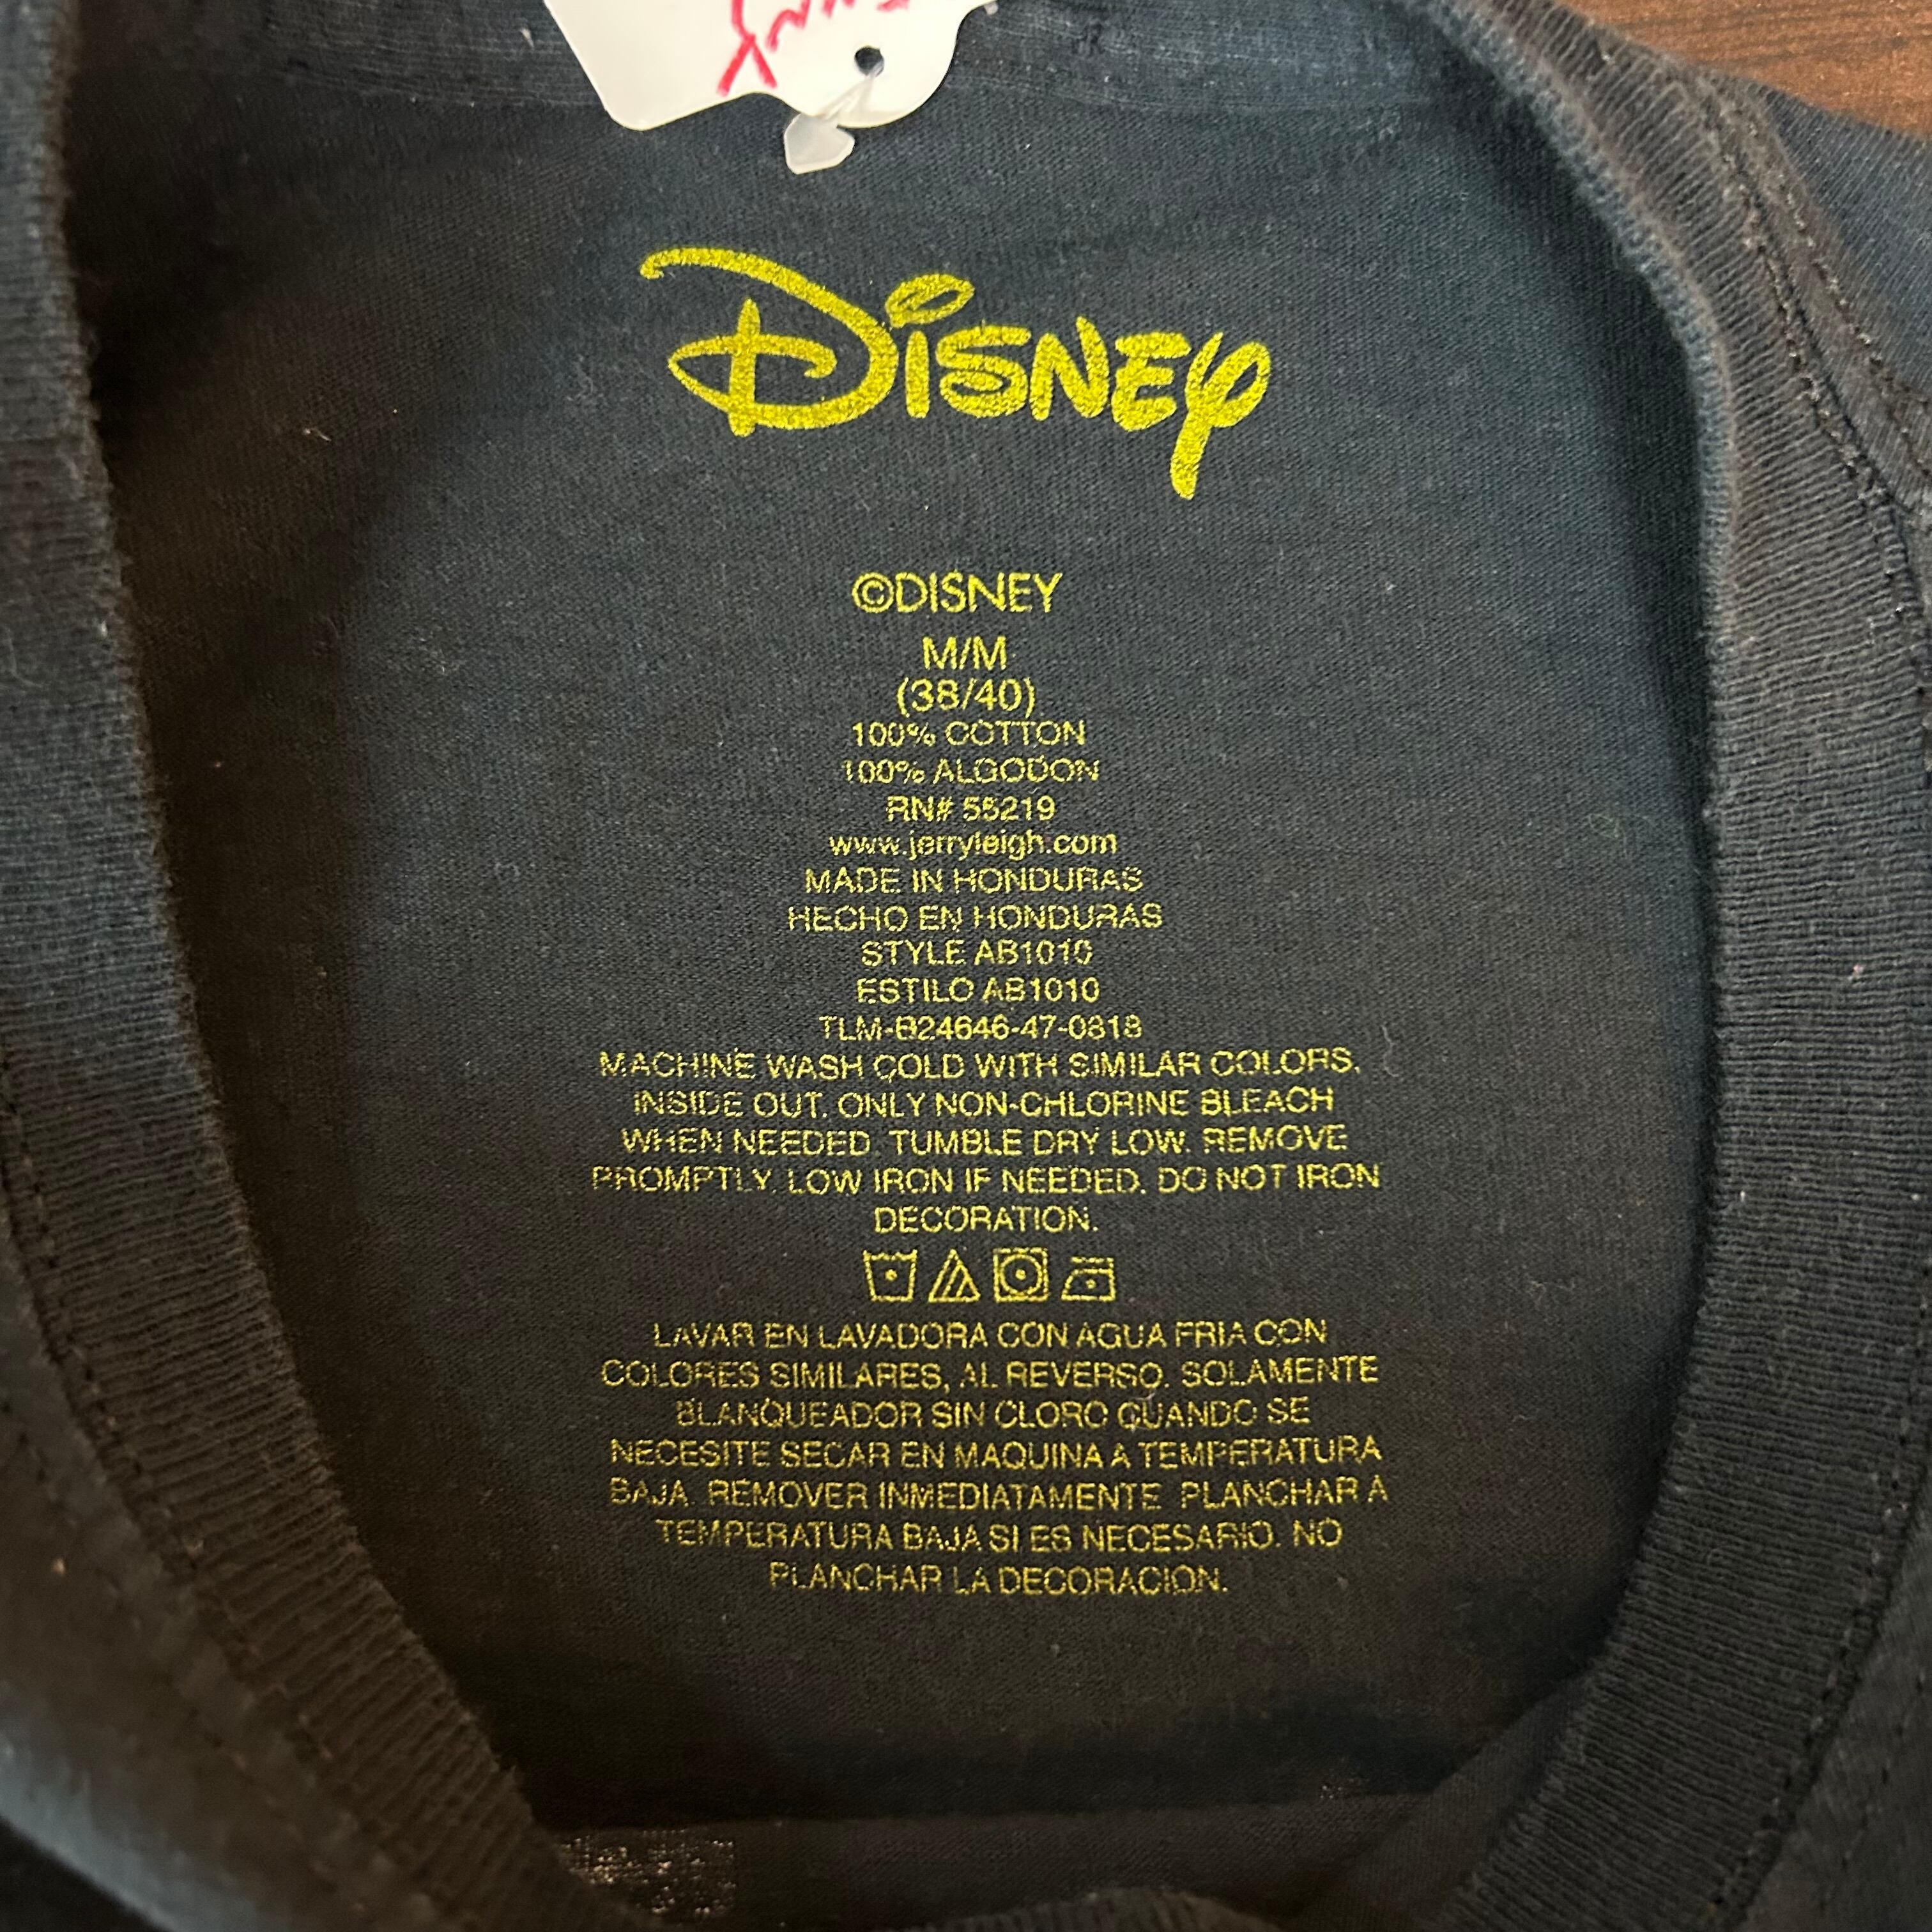 Disney
©DISNEY
M/M
(38/40)
100% COTTON
100% ALGODON
RN# 55219
www.jerryleigh.com
MADE IN HONDURAS
HECHO EN HONDURAS
STYLE AB1010
ESTILO AB1010
TLM-B24646-47-0818
MACHINE WASH COLD WITH SIMILAR COLORS,
INSIDE OUT. ONLY NON-CHLORINE BLEACH
WHEN NEEDED. TUMBLE DRY LOW. REMOVE
PROMPTLY. LOW IRON IF NEEDED. DO NOT IRON
DECORATION.
LAVAR EN LAVADORA CON AGUA FRIA CON
COLORES SIMILARES, AL REVERSO. SOLAMENTE
BLANQUEADOR SIN CLORO CUANDO SE
NECESITE SECAR EN MAQUINA A TEMPERATURA
BAJA. REMOVER INMEDIATAMENTE. PLANCHAR A
TEMPERATURA BAJA SI ES NECESARIO. NO
PLANCHAR LA DECORACION.